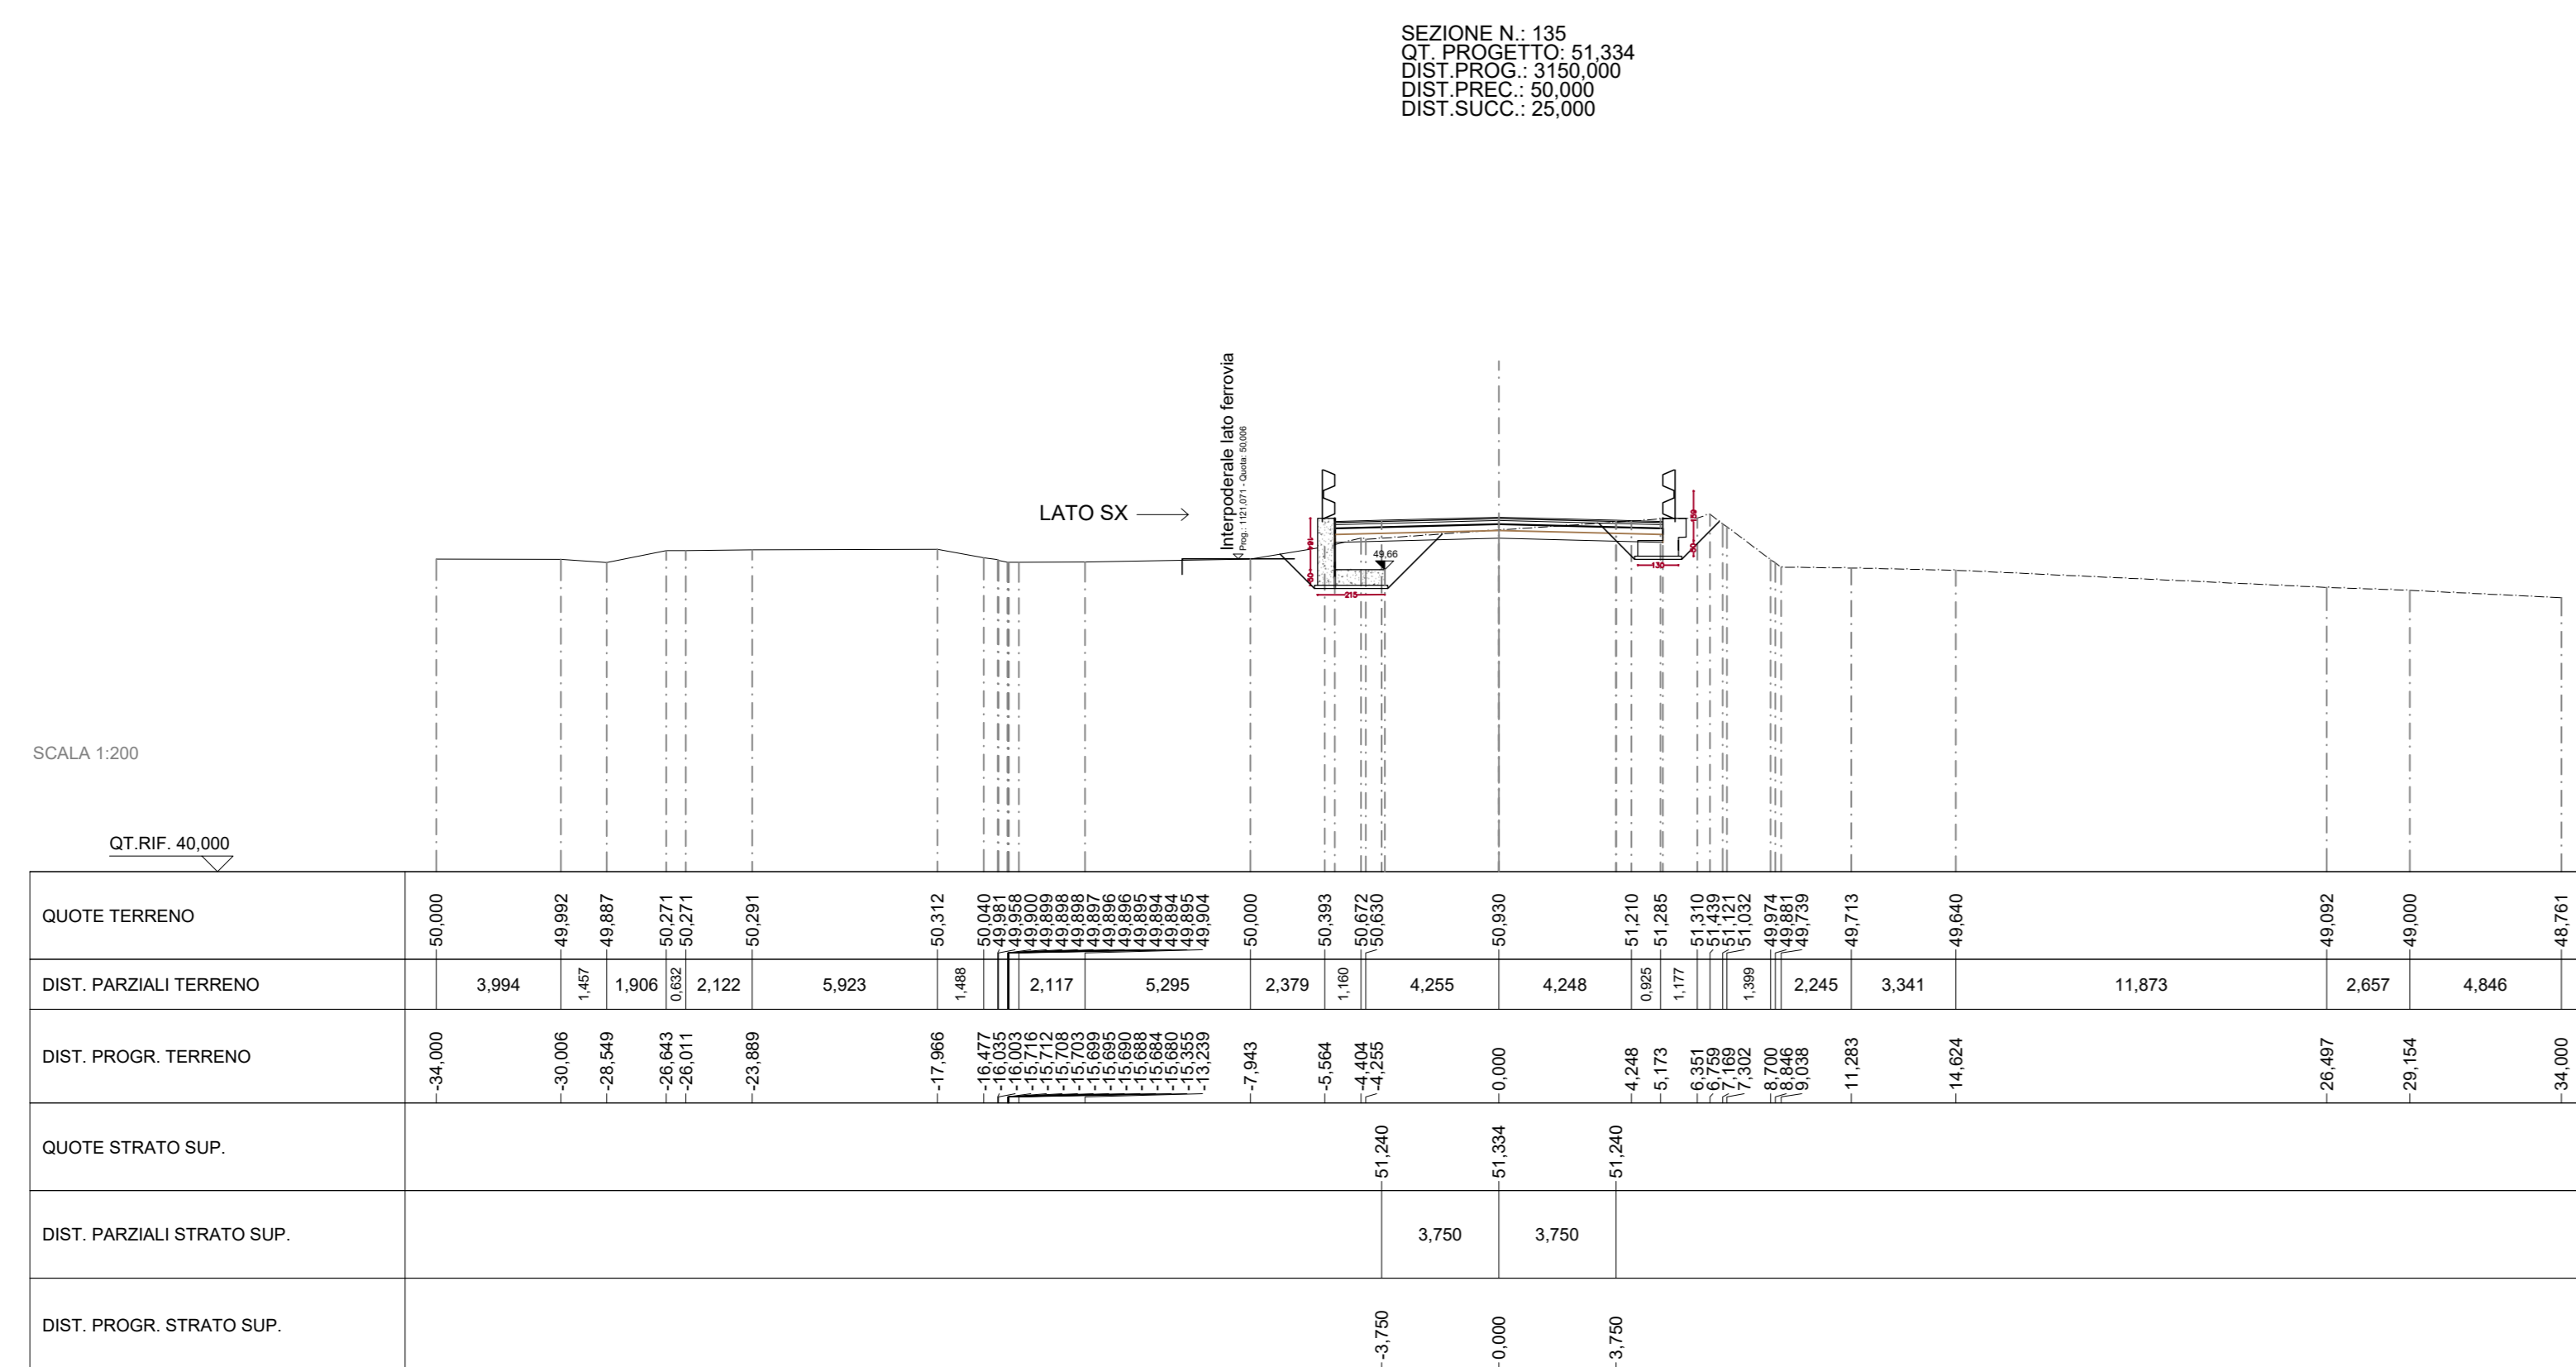 SEZIONE N.: 135
QT. PROGETTO: 51,334
DIST.PROG.: 3150,000
DIST.PREC.: 50,000
DIST.SUCC.: 25,000
Interpoderale lato ferrovia
Prog.: 1121,071 - Quota: 50,006
LATO SX
49,66
60
215
130
60
SCALA 1:200
QT.RIF. 40,000
QUOTE TERRENO 50,000 49,992 49,887 50,271 50,271 50,291 50,312 50,040 49,981 49,958 49,900 49,899 49,898 49,898 49,897 49,896 49,896 49,895 49,894 49,894 49,895 49,904 50,000 50,393 50,672 50,630 50,930 51,210 51,285 51,310 51,439 51,121 51,032 49,974 49,881 49,739 49,713 49,640 49,092 49,000 48,761
DIST. PARZIALI TERRENO 3,994 1,457 1,906 0,632 2,122 5,923 1,488 2,117 5,295 2,379 1,160 4,255 4,248 0,925 1,177 1,399 2,245 3,341 11,873 2,657 4,846
DIST. PROGR. TERRENO -34,000 -30,006 -28,549 -26,643 -26,011 -23,889 -17,966 -16,477 -16,035 -16,003 -15,716 -15,712 -15,708 -15,703 -15,699 -15,695 -15,690 -15,688 -15,684 -15,680 -15,355 -13,239 -7,943 -5,564 -4,404 -4,255 0,000 4,248 5,173 6,351 6,759 7,169 7,302 8,700 8,846 9,038 11,283 14,624 26,497 29,154 34,000
QUOTE STRATO SUP. 51,240 51,334 51,240
DIST. PARZIALI STRATO SUP. 3,750 3,750
DIST. PROGR. STRATO SUP. -3,750 0,000 3,750